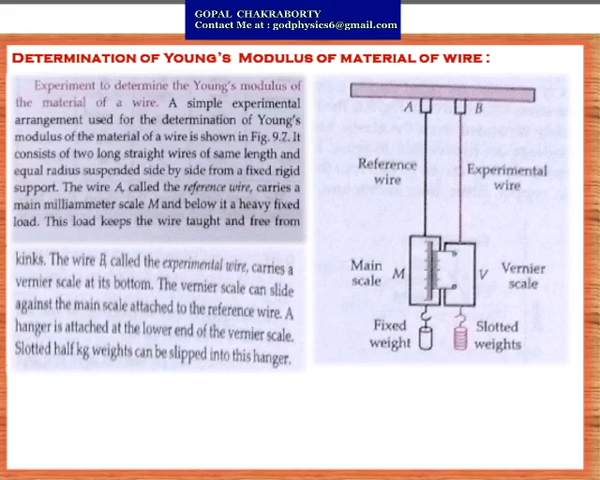 GOPAL CHAKRABORTY
Contact Me at : godphysics6@gmail.com
DETERMINATION OF YOUNG'S MODULUS OF MATERIAL OF WIRE :
Experiment to determine the Young's modulus of
the material of a wire. A simple experimental
arrangement used for the determination of Young's
modulus of the material of a wire is shown in Fig. 9.7. It
consists of two long straight wires of same length and
equal radius suspended side by side from a fixed rigid
support. The wire A, called the reference wire, carries a
main millimeter scale M and below it a heavy fixed
load. This load keeps the wire taught and free from
kinks. The wire B, called the experimental wire, carries a
vernier scale at its bottom. The vernier scale can slide
against the main scale attached to the reference wire. A
hanger is attached at the lower end of the vernier scale.
Slotted half kg weights can be slipped into this hanger.
A B
Reference
wire
Experimental
wire
Main
scale
M
V
Vernier
scale
Fixed
weight
Slotted
weights